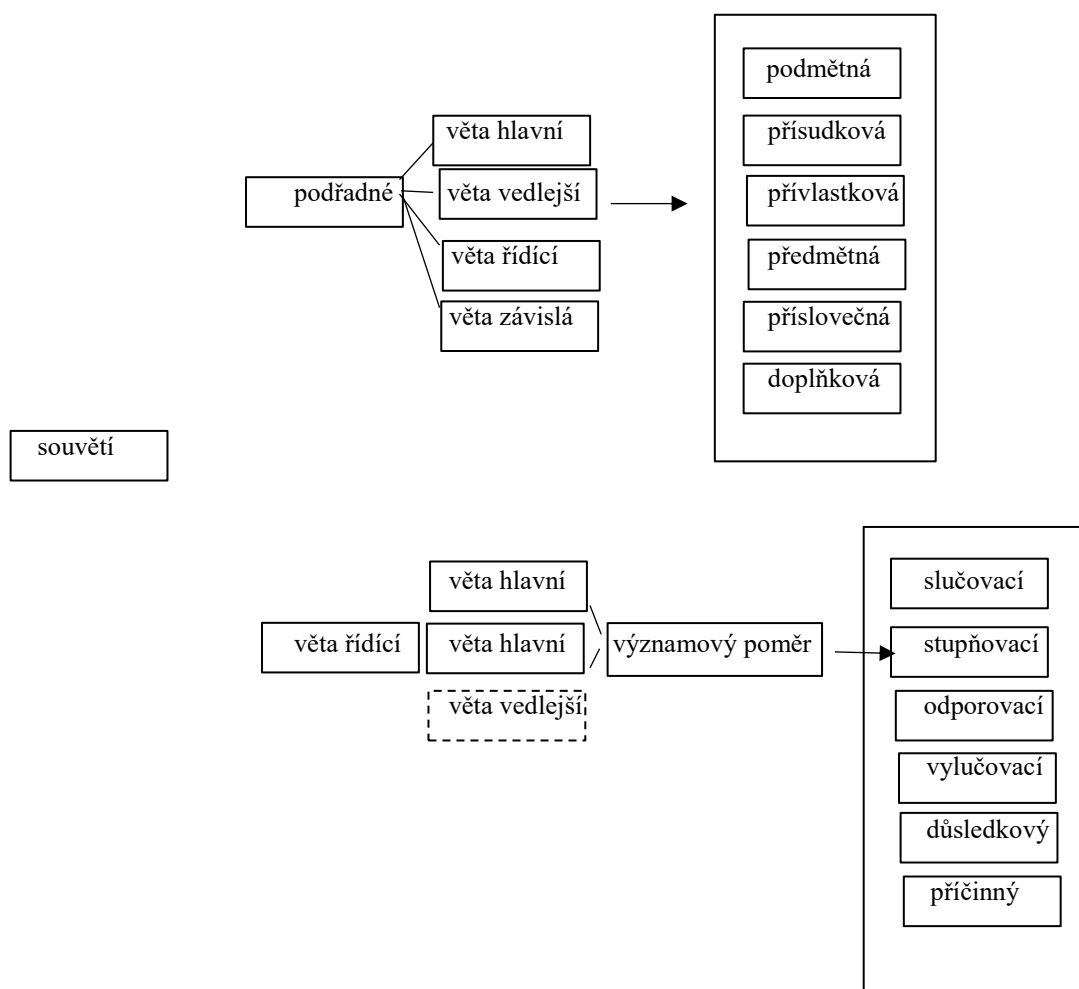 podmětná
věta hlavní
přísudková
podřadné
věta vedlejší
přívlastková
věta řídící
předmětná
věta závislá
příslovečná
doplňková
souvětí
věta hlavní
slučovací
věta řídící
věta hlavní
významový poměr
stupňovací
věta vedlejší
odporovací
vylučovací
důsledkový
příčinný